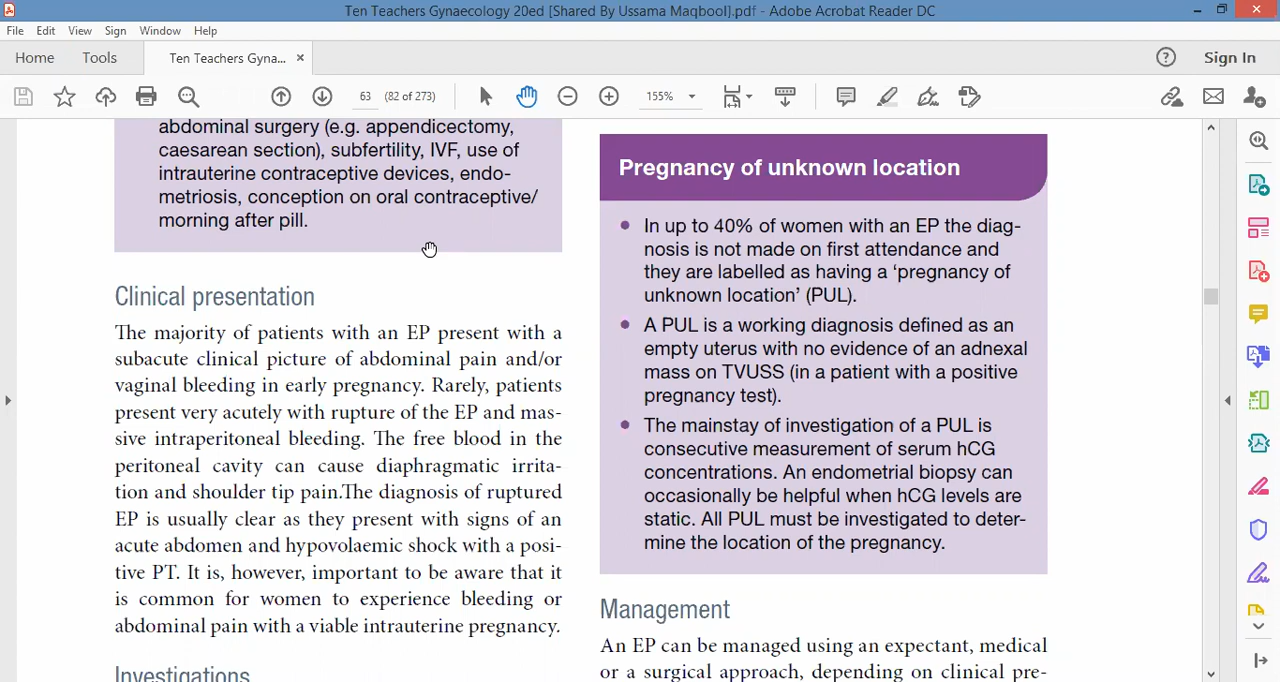 Ten Teachers Gynaecology 20ed [Shared By Ussama Maqbool].pdf - Adobe Acrobat Reader DC
File Edit View Sign Window Help
Home Tools Ten Teachers Gyna... × Sign In
63 (82 of 273) 155%
abdominal surgery (e.g. appendicectomy,
caesarean section), subfertility, IVF, use of
intrauterine contraceptive devices, endo-
metriosis, conception on oral contraceptive/
morning after pill.
Clinical presentation
The majority of patients with an EP present with a
subacute clinical picture of abdominal pain and/or
vaginal bleeding in early pregnancy. Rarely, patients
present very acutely with rupture of the EP and mas-
sive intraperitoneal bleeding. The free blood in the
peritoneal cavity can cause diaphragmatic irrita-
tion and shoulder tip pain.The diagnosis of ruptured
EP is usually clear as they present with signs of an
acute abdomen and hypovolaemic shock with a posi-
tive PT. It is, however, important to be aware that it
is common for women to experience bleeding or
abdominal pain with a viable intrauterine pregnancy.
Investigations
Pregnancy of unknown location
• In up to 40% of women with an EP the diag-
nosis is not made on first attendance and
they are labelled as having a ‘pregnancy of
unknown location’ (PUL).
• A PUL is a working diagnosis defined as an
empty uterus with no evidence of an adnexal
mass on TVUSS (in a patient with a positive
pregnancy test).
• The mainstay of investigation of a PUL is
consecutive measurement of serum hCG
concentrations. An endometrial biopsy can
occasionally be helpful when hCG levels are
static. All PUL must be investigated to deter-
mine the location of the pregnancy.
Management
An EP can be managed using an expectant, medical
or a surgical approach, depending on clinical pre-